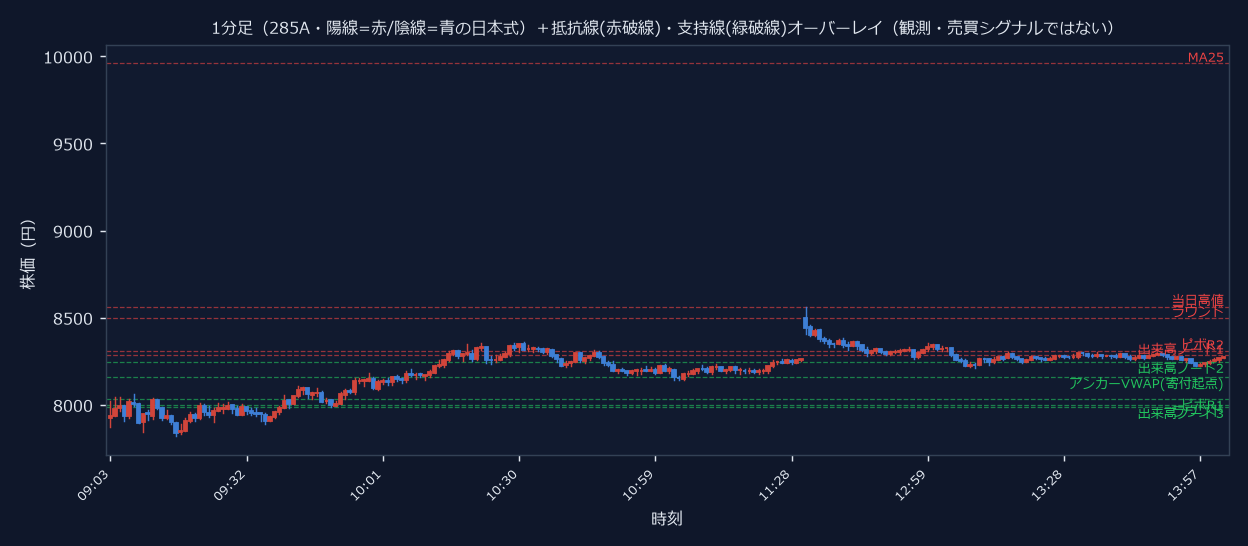 1分足（285A・陽線=赤/陰線=青の日本式）＋抵抗線(赤破線)・支持線(緑破線)オーバーレイ（観測・売買シグナルではない）
株価（円）
10000
9500
9000
8500
8000
MA25
当日高値
ラウンド
ピボR2
出来高ノード1
出来高ノード2
アンカーVWAP(寄付起点)
ピボR1
出来高ノード3
09:03
09:32
10:01
10:30
10:59
11:28
12:59
13:28
13:57
時刻